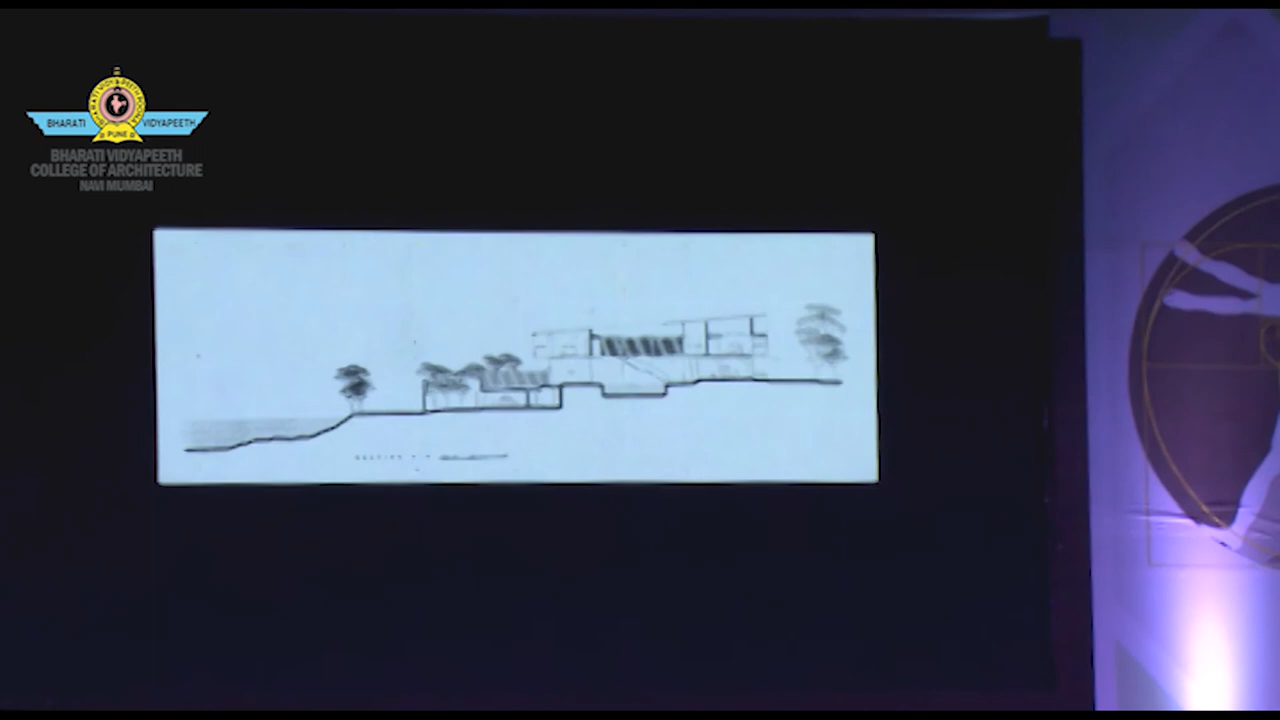 BHARATI VIDYAPEETH
PUNE
BHARATI VIDYAPEETH
COLLEGE OF ARCHITECTURE
NAVI MUMBAI